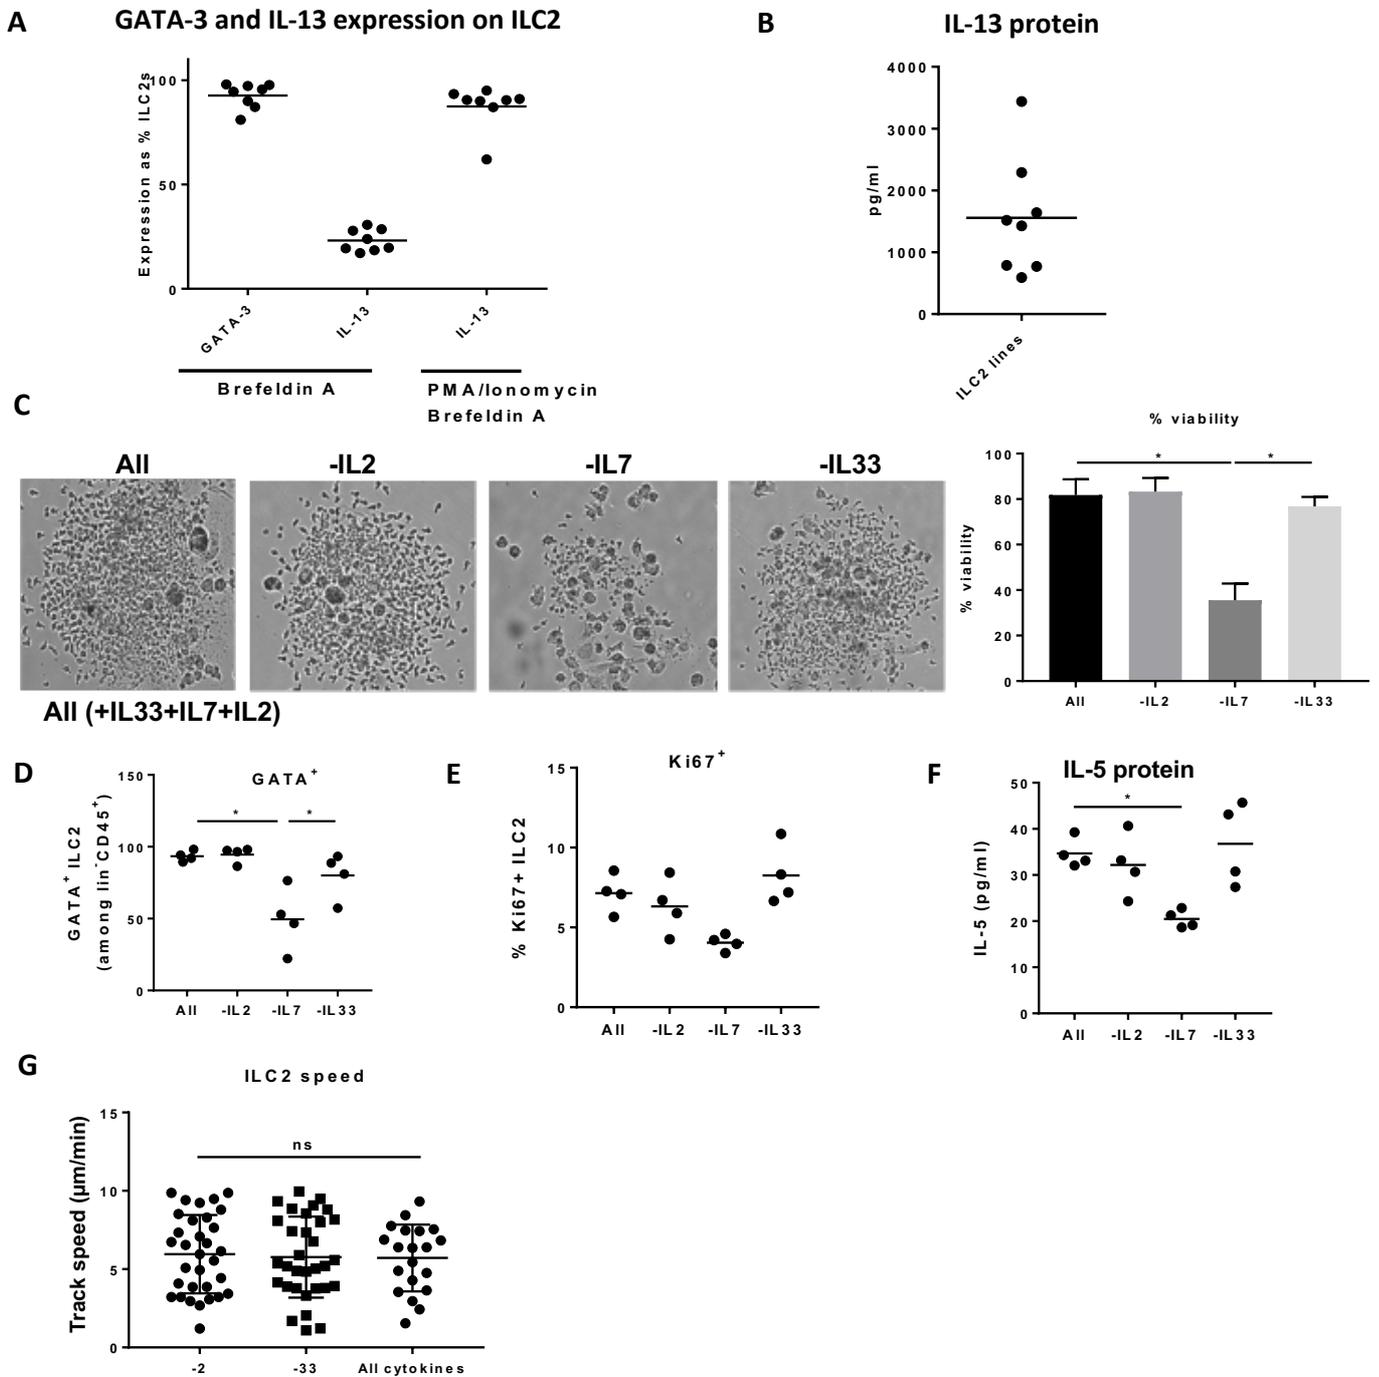 A
GATA-3 and IL-13 expression on ILC2
Expression as % ILC2s
100
50
0
GATA-3
IL-13
IL-13
Brefeldin A
PMA/Ionomycin
Brefeldin A
B
IL-13 protein
pg/ml
4000
3000
2000
1000
0
ILC2 lines
C
All
-IL2
-IL7
-IL33
All (+IL33+IL7+IL2)
% viability
% viability
100
80
60
40
20
0
*
*
All
-IL2
-IL7
-IL33
D
GATA⁺
GATA⁺ ILC2
(among lin⁻CD45⁺)
150
100
50
0
*
*
All
-IL2
-IL7
-IL33
E
Ki67⁺
% Ki67+ ILC2
15
10
5
0
All
-IL2
-IL7
-IL33
F
IL-5 protein
IL-5 (pg/ml)
50
40
30
20
10
0
*
All
-IL2
-IL7
-IL33
G
ILC2 speed
Track speed (µm/min)
15
10
5
0
ns
-2
-33
All cytokines